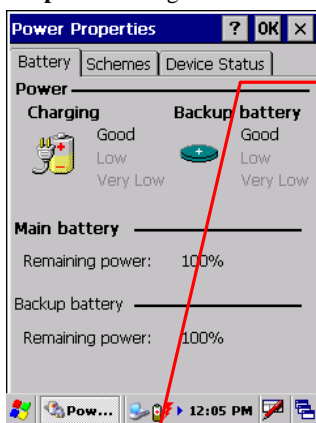 Power Properties ? OK ×
Battery Schemes Device Status
Power
Charging Backup battery
Good Good
Low Low
Very Low Very Low
Main battery
Remaining power: 100%
Backup battery
Remaining power: 100%
Pow... 12:05 PM